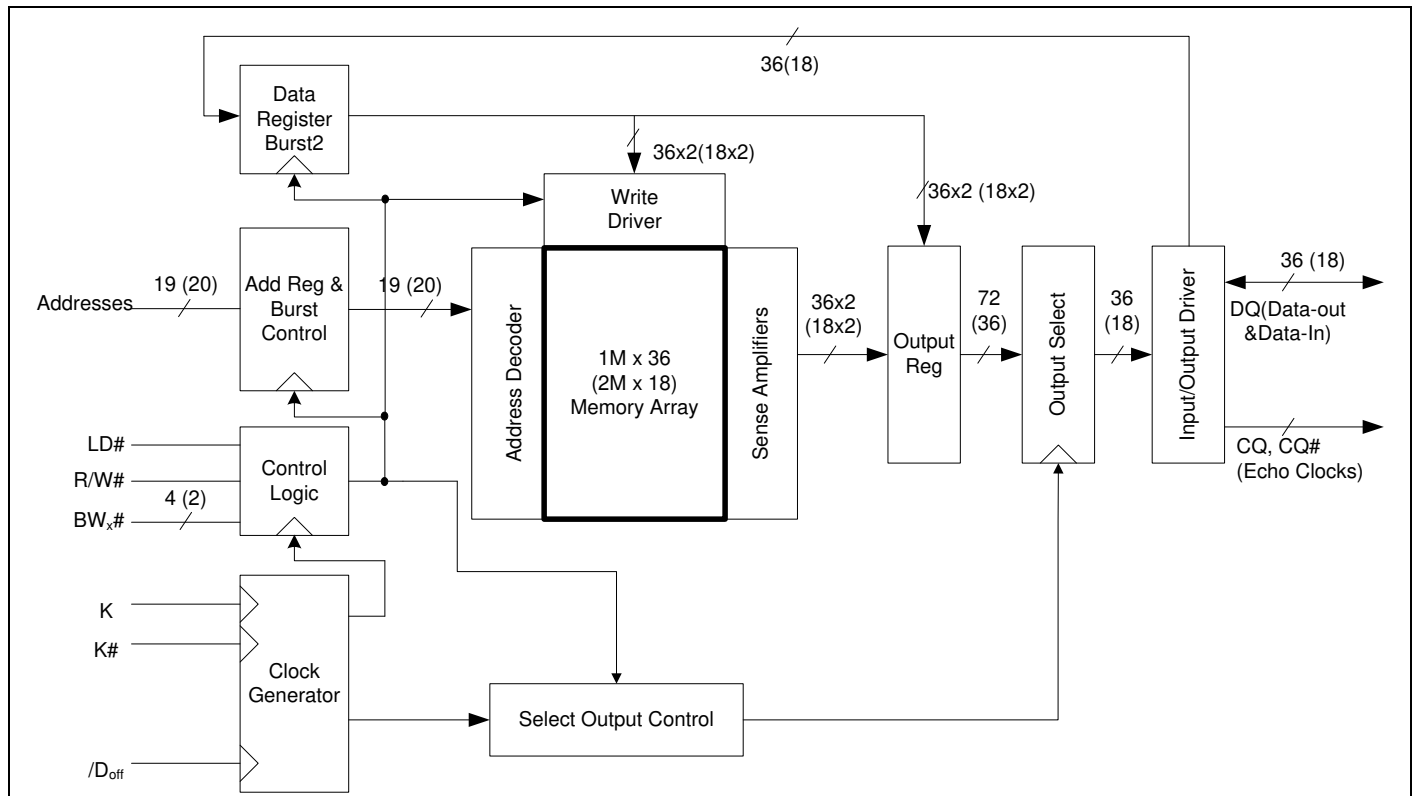 36(18)
Data
Register
Burst2
36x2(18x2)
36x2 (18x2)
Write
Driver
Addresses
19 (20)
Add Reg &
Burst
Control
19 (20)
Address Decoder
1M x 36
(2M x 18)
Memory Array
Sense Amplifiers
36x2
(18x2)
Output
Reg
72
(36)
Output Select
36
(18)
Input/Output Driver
36 (18)
DQ(Data-out
&Data-In)
CQ, CQ#
(Echo Clocks)
LD#
R/W#
BWx#
4 (2)
Control
Logic
K
K#
/Doff
Clock
Generator
Select Output Control